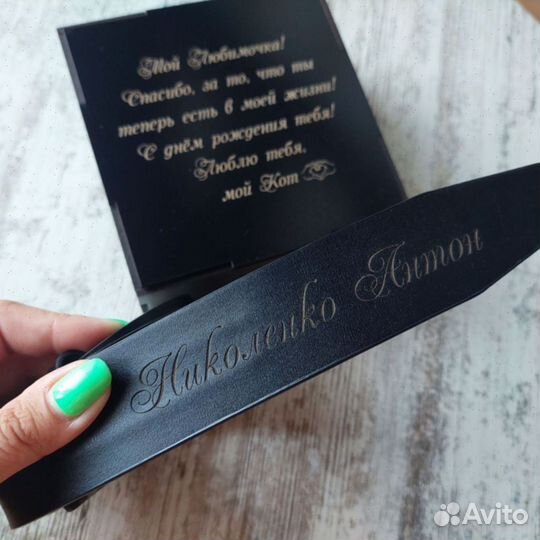 Мой Любимочка!
Спасибо, за то, что ты
теперь есть в моей жизни!
С днём рождения тебя!
Люблю тебя,
мой Кот
Николенко Антон
Avito